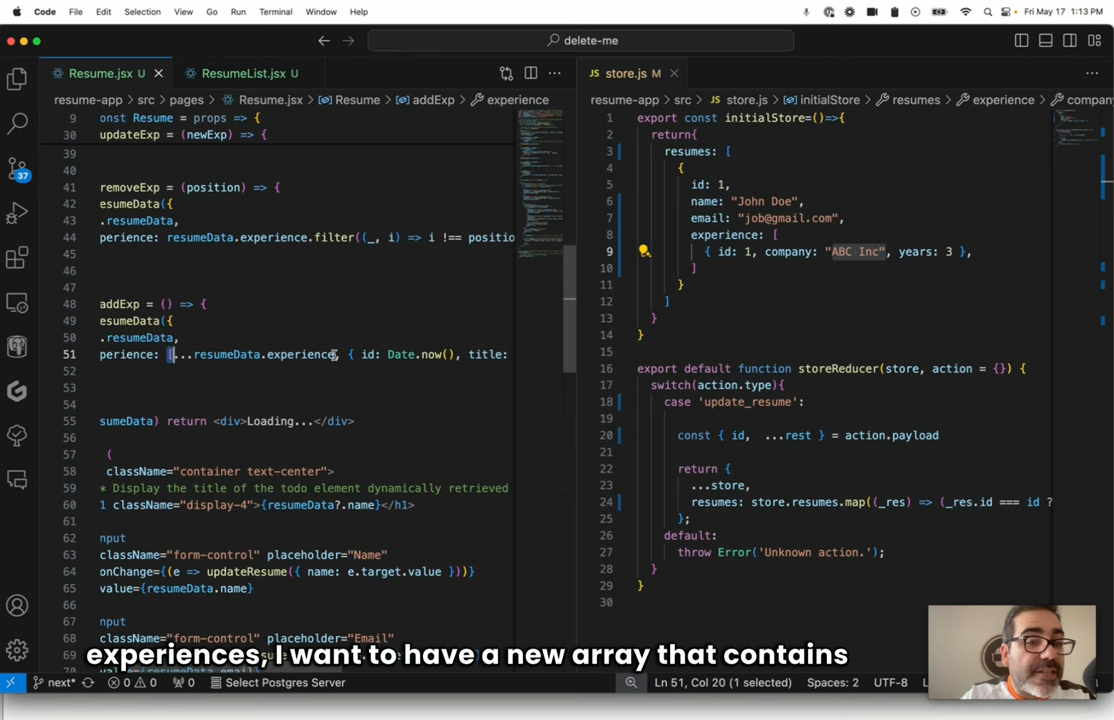 Code File Edit Selection View Go Run Terminal Window Help Fri May 17 1:13 PM
delete-me
Resume.jsx U ResumeList.jsx U
resume-app > src > pages > Resume.jsx > Resume > addExp > experience
9 onst Resume = props => {
30 updateExp = (newExp) => {
39
40
41 removeExp = (position) => {
42 esumeData({
43 .resumeData,
44 perience: resumeData.experience.filter((_, i) => i !== positio
45
46
47
48 addExp = () => {
49 esumeData({
50 .resumeData,
51 perience: [...resumeData.experience, { id: Date.now(), title:
52
53
54
55 sumeData) return <div>Loading...</div>
56
57 (
58 className="container text-center">
59 * Display the title of the todo element dynamically retrieved
60 1 className="display-4">{resumeData?.name}</h1>
61
62 nput
63 className="form-control" placeholder="Name"
64 onChange={(e => updateResume({ name: e.target.value }))}
65 value={resumeData.name}
66
67 nput
68 className="form-control" placeholder="Email"
store.js M
resume-app > src > store.js > initialStore > resumes > experience > compan
1 export const initialStore=()=>{
2 return{
3 resumes: [
4 {
5 id: 1,
6 name: "John Doe",
7 email: "job@gmail.com",
8 experience: [
9 { id: 1, company: "ABC Inc", years: 3 },
10 ]
11 }
12 ]
13 }
14 }
15
16 export default function storeReducer(store, action = {}) {
17 switch(action.type){
18 case 'update_resume':
19
20 const { id, ...rest } = action.payload
21
22 return {
23 ...store,
24 resumes: store.resumes.map((_res) => (_res.id === id ?
25 };
26 default:
27 throw Error('Unknown action.');
28 }
29 }
30
experiences, I want to have a new array that contains
37
next* 0 0 0 Select Postgres Server Ln 51, Col 20 (1 selected) Spaces: 2 UTF-8